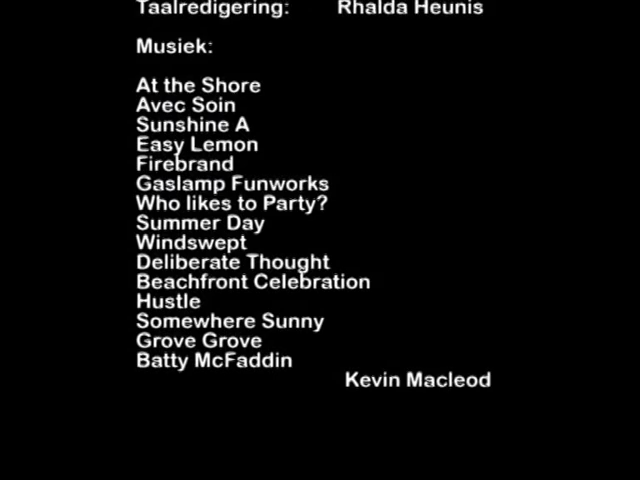 Taalredigering: Rhalda Heunis
Musiek:
At the Shore
Avec Soin
Sunshine A
Easy Lemon
Firebrand
Gaslamp Funworks
Who likes to Party?
Summer Day
Windswept
Deliberate Thought
Beachfront Celebration
Hustle
Somewhere Sunny
Grove Grove
Batty McFaddin
Kevin Macleod